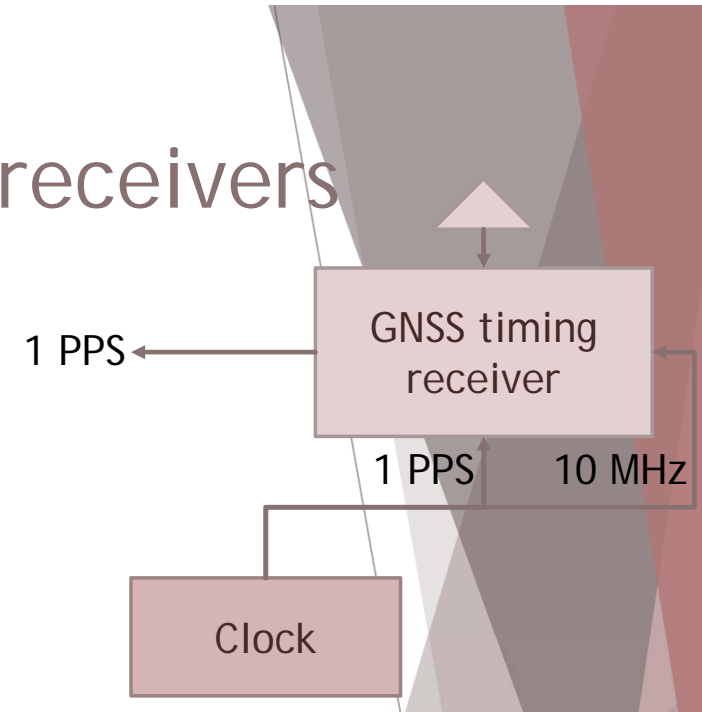 receivers
GNSS timing
receiver
1 PPS
1 PPS
10 MHz
Clock